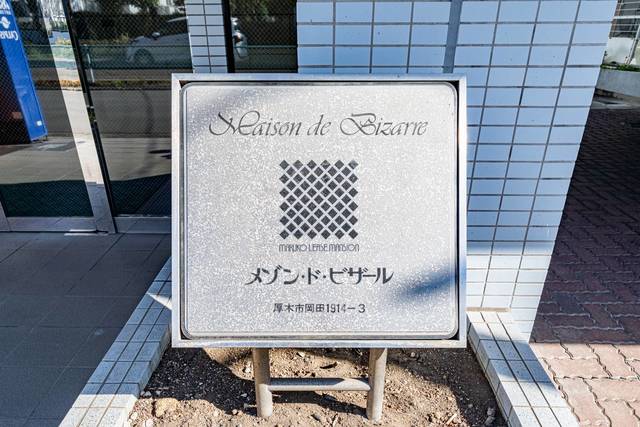 Maison de Bizarre
MARUKO LEASE MANSION
メゾン・ド・ビザール
厚木市岡田1914－3